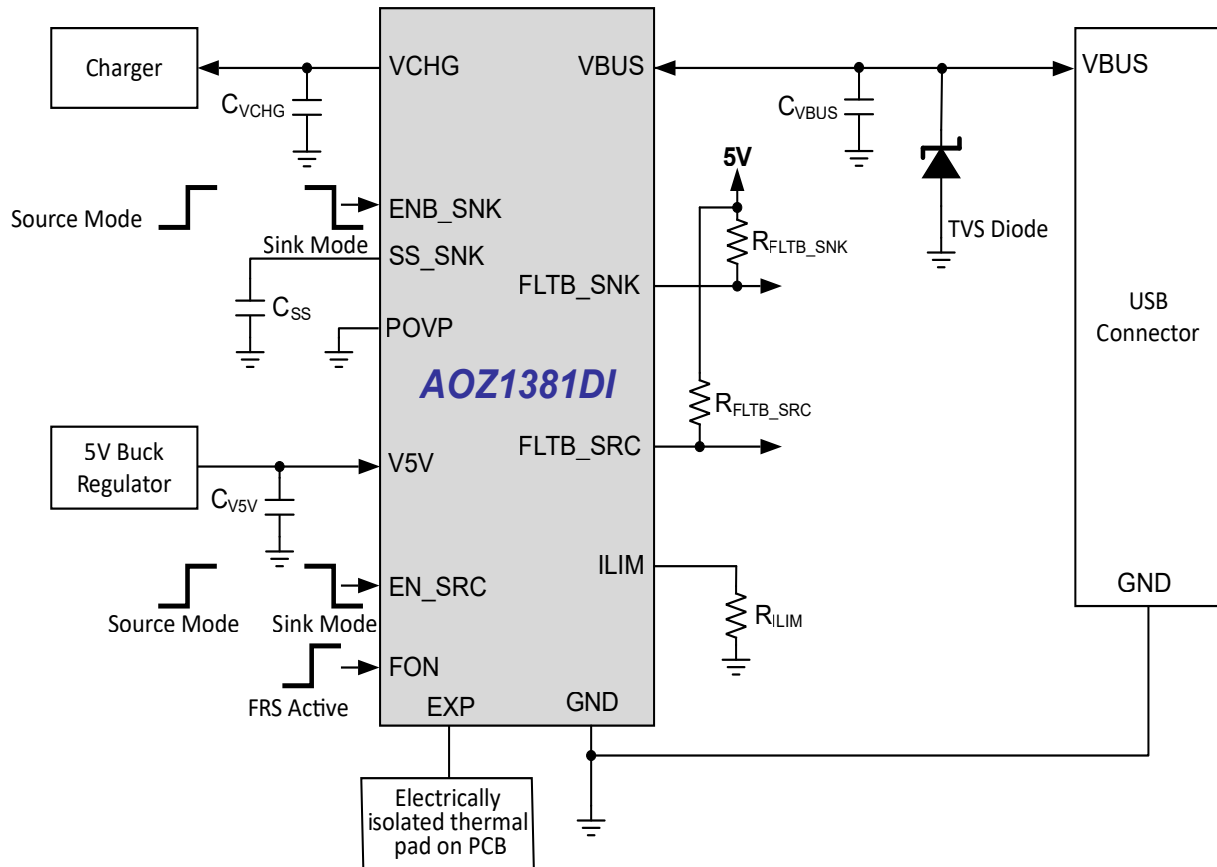 Charger
VCHG
VBUS
VBUS
CVCHG
CVBUS
5V
Source Mode
Sink Mode
ENB_SNK
RFLTB_SNK
TVS Diode
SS_SNK
FLTB_SNK
CSS
POVP
USB
Connector
AOZ1381DI
RFLTB_SRC
5V Buck
Regulator
V5V
FLTB_SRC
CV5V
ILIM
EN_SRC
GND
Source Mode
Sink Mode
RILIM
FON
FRS Active
EXP
GND
Electrically
isolated thermal
pad on PCB